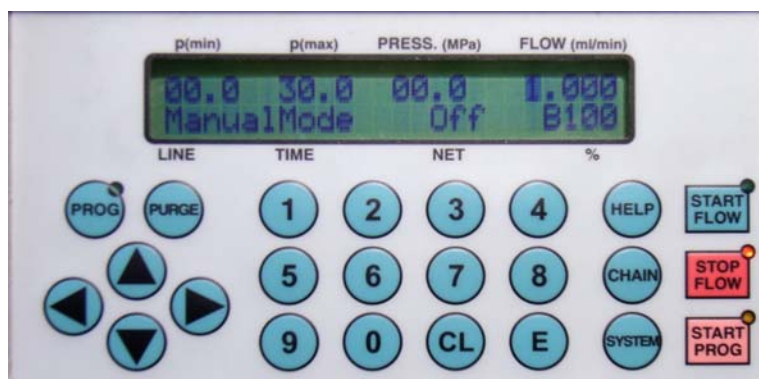 p(min) p(max) PRESS. (MPa) FLOW (ml/min)
00.0 30.0 00.0 1.000
ManualMode Off B100
LINE TIME NET %
PROG PURGE 1 2 3 4 HELP START FLOW
5 6 7 8 CHAIN STOP FLOW
9 0 CL E SYSTEM START PROG